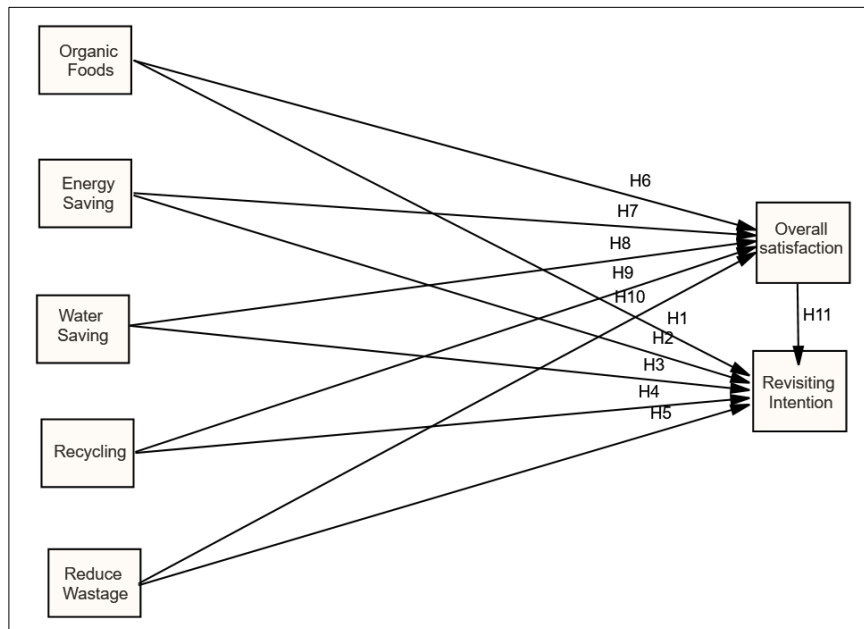 Organic
Foods
Energy
Saving
Water
Saving
Recycling
Reduce
Wastage
H6
H7
H8
H9
H10
H1
H2
H3
H4
H5
Overall
satisfaction
H11
Revisiting
Intention